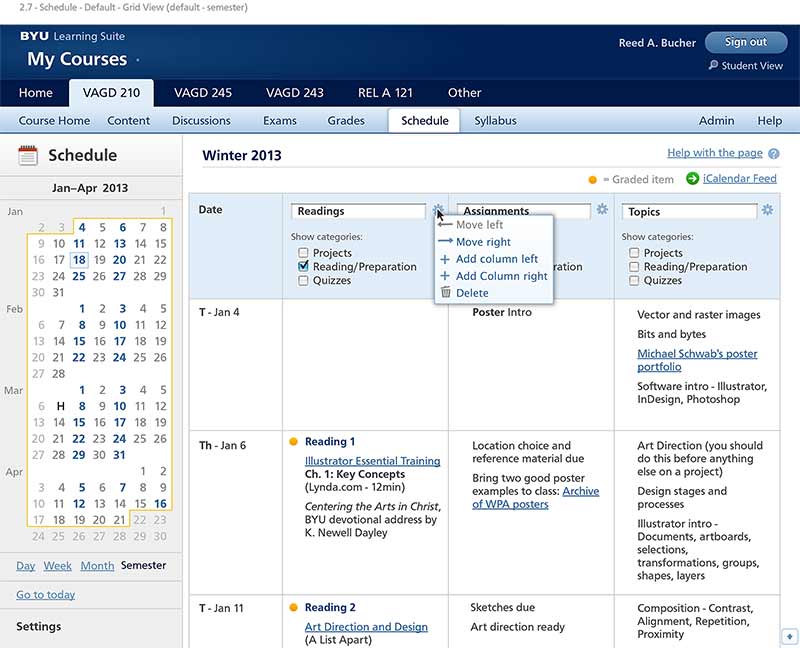 2.7 - Schedule - Default - Grid View (default - semester)
BYU Learning Suite
My Courses
Reed A. Bucher
Sign out
Student View
Home VAGD 210 VAGD 245 VAGD 243 REL A 121 Other
Course Home Content Discussions Exams Grades Schedule Syllabus Admin Help
Schedule
Jan–Apr 2013
Jan 1
2 3 4 5 6 7 8
9 10 11 12 13 14 15
16 17 18 19 20 21 22
23 24 25 26 27 28 29
30 31
Feb 1 2 3 4 5
6 7 8 9 10 11 12
13 14 15 16 17 18 19
20 21 22 23 24 25 26
27 28
Mar 1 2 3 4 5
6 H 8 9 10 11 12
13 14 15 16 17 18 19
20 21 22 23 24 25 26
27 28 29 30 31
Apr 1 2
3 4 5 6 7 8 9
10 11 12 13 14 15 16
17 18 19 20 21 22 23
24 25 26 27 28 29 30
Day Week Month Semester
Go to today
Settings
Winter 2013
Help with the page ?
= Graded item
iCalendar Feed
Date
Readings
Show categories:
Projects
Reading/Preparation
Quizzes
Assignments
Move left
Move right
Add column left
Add Column right
Delete
Topics
Show categories:
Projects
Reading/Preparation
Quizzes
T - Jan 4
Poster Intro
Vector and raster images
Bits and bytes
Michael Schwab's poster
portfolio
Software intro - Illustrator,
InDesign, Photoshop
Th - Jan 6
Reading 1
Illustrator Essential Training
Ch. 1: Key Concepts
(Lynda.com - 12min)
Centering the Arts in Christ,
BYU devotional address by
K. Newell Dayley
Location choice and
reference material due
Bring two good poster
examples to class: Archive
of WPA posters
Art Direction (you should
do this before anything
else on a project)
Design stages and
processes
Illustrator intro -
Documents, artboards,
selections,
transformations, groups,
shapes, layers
T - Jan 11
Reading 2
Art Direction and Design
(A List Apart)
Sketches due
Art direction ready
Composition - Contrast,
Alignment, Repetition,
Proximity